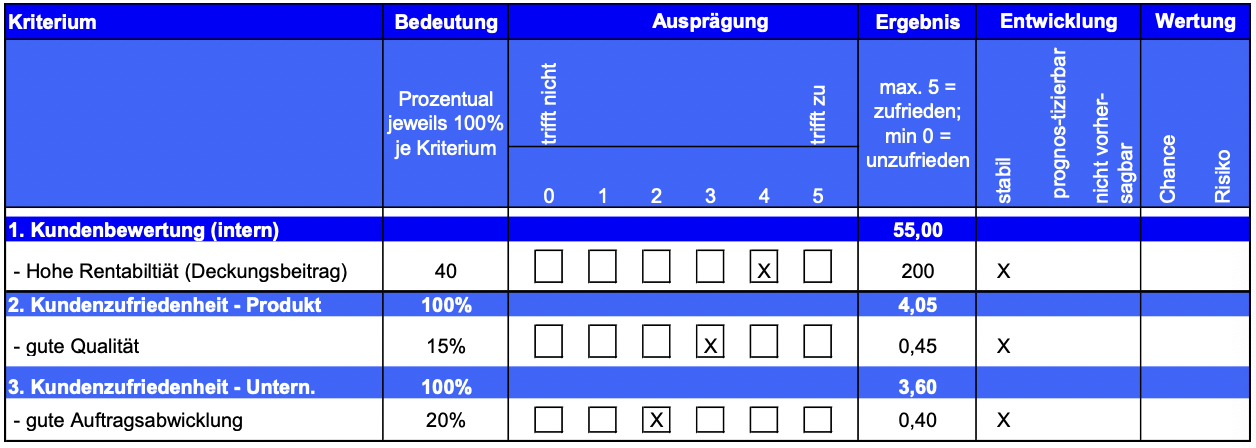 Kriterium Bedeutung Ausprägung Ergebnis Entwicklung Wertung
Prozentual
jeweils 100%
je Kriterium
trifft nicht
trifft zu
0 1 2 3 4 5
max. 5 =
zufrieden;
min 0 =
unzufrieden
stabil
prognos-tizierbar
nicht vorher-
sagbar
Chance
Risiko
1. Kundenbewertung (intern) 55,00
- Hohe Rentabiltiät (Deckungsbeitrag) 40 X 200 X
2. Kundenzufriedenheit - Produkt 100% 4,05
- gute Qualität 15% X 0,45 X
3. Kundenzufriedenheit - Untern. 100% 3,60
- gute Auftragsabwicklung 20% X 0,40 X